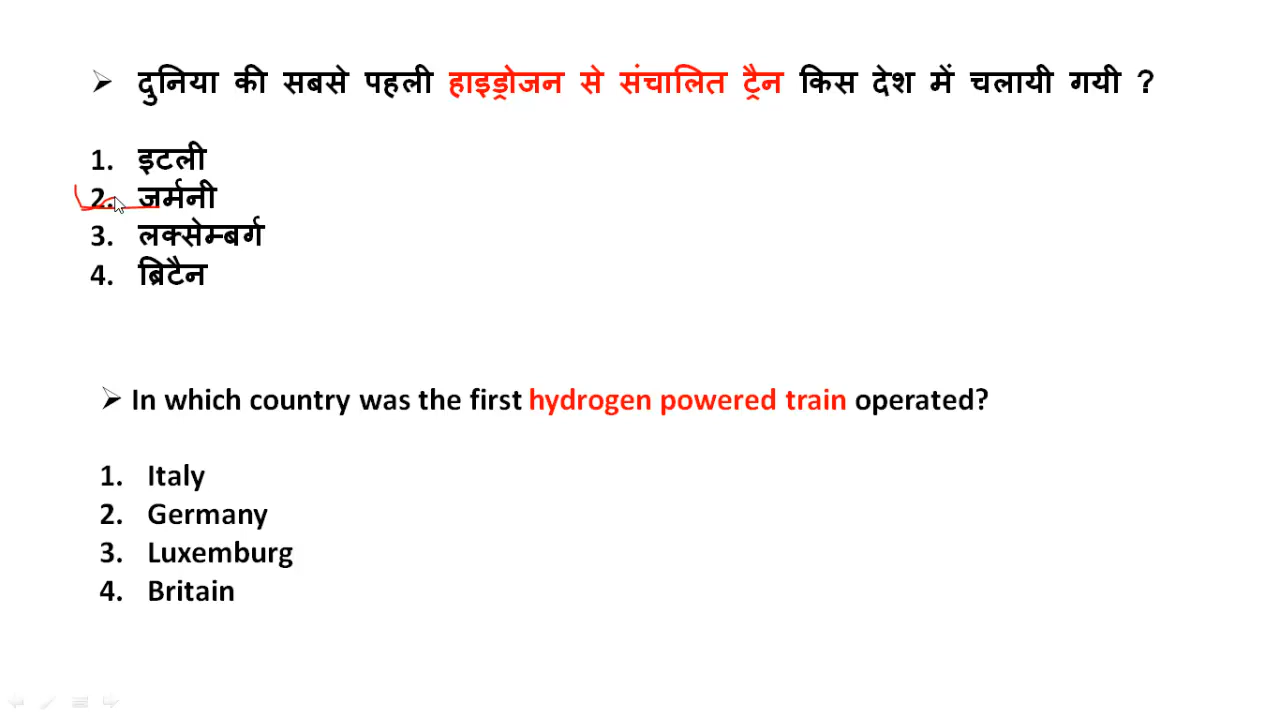 ➢ दुनिया की सबसे पहली हाइड्रोजन से संचालित ट्रैन किस देश में चलायी गयी ?
1. इटली
2. जर्मनी
3. लक्सेम्बर्ग
4. ब्रिटैन
➢ In which country was the first hydrogen powered train operated?
1. Italy
2. Germany
3. Luxemburg
4. Britain